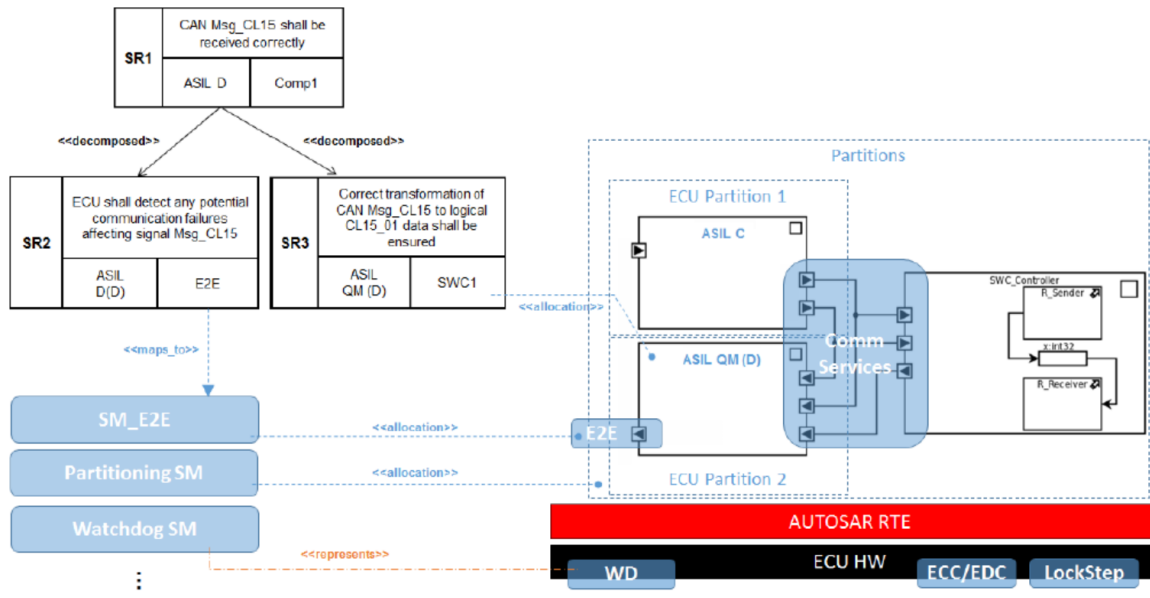 CAN Msg_CL15 shall be
received correctly
SR1
ASIL D
Comp1
<<decomposed>>
<<decomposed>>
ECU shall detect any potential
communication failures
affecting signal Msg_CL15
SR2
ASIL
D(D)
E2E
Correct transformation of
CAN Msg_CL15 to logical
CL15_01 data shall be
ensured
SR3
ASIL
QM (D)
SWC1
<<allocation>>
<<maps_to>>
SM_E2E
<<allocation>>
Partitioning SM
<<allocation>>
Watchdog SM
<<represents>>
⋮
Partitions
ECU Partition 1
ASIL C
SWC_Controller
R_Sender
x:int32
R_Receiver
Comm
Services
ASIL QM (D)
E2E
ECU Partition 2
AUTOSAR RTE
ECU HW
WD
ECC/EDC
LockStep